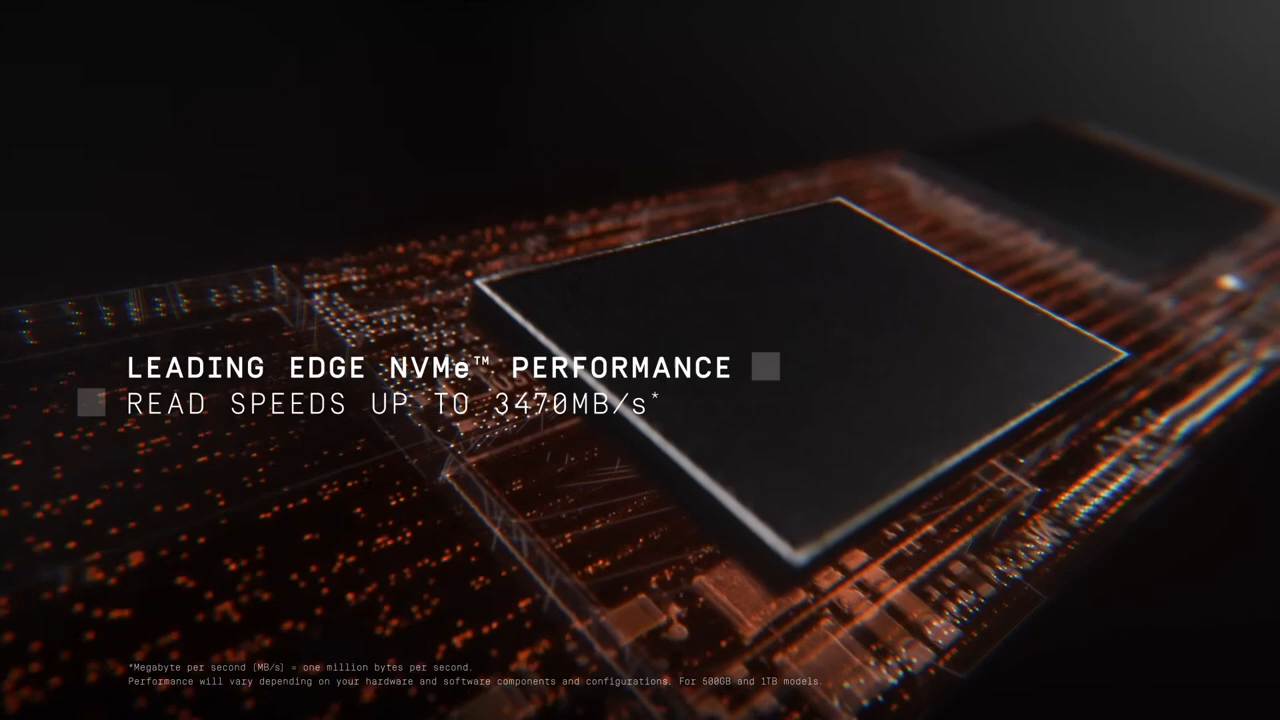 LEADING EDGE NVMe™ PERFORMANCE
READ SPEEDS UP TO 3470MB/s*
*Megabyte per second (MB/s) = one million bytes per second.
Performance will vary depending on your hardware and software components and configurations. For 500GB and 1TB models.